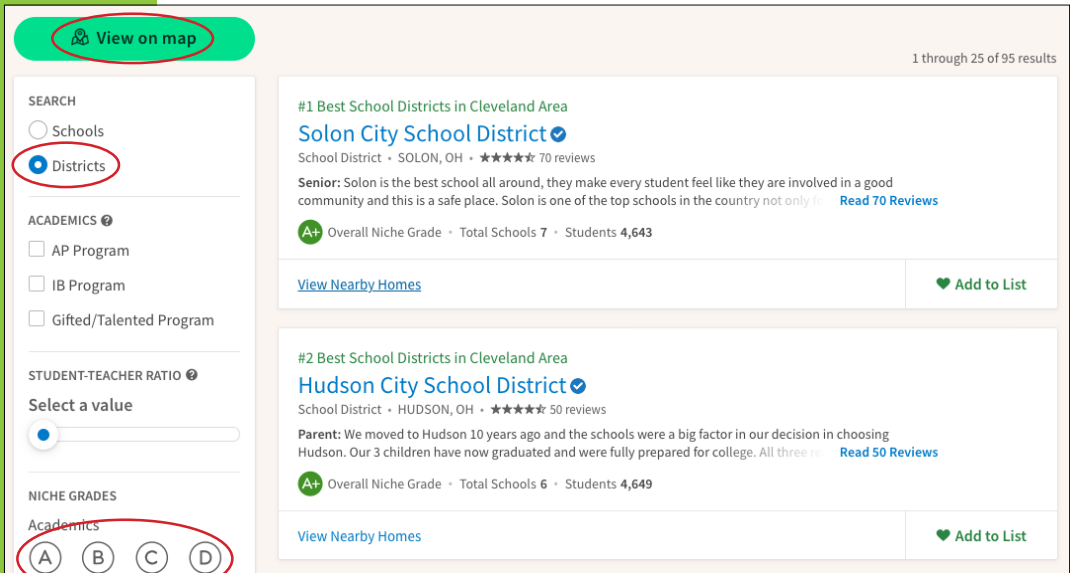 View on map
1 through 25 of 95 results
SEARCH
Schools
Districts
ACADEMICS
AP Program
IB Program
Gifted/Talented Program
STUDENT-TEACHER RATIO
Select a value
NICHE GRADES
Academics
A B C D
#1 Best School Districts in Cleveland Area
Solon City School District
School District • SOLON, OH • ★★★★⯪ 70 reviews
Senior: Solon is the best school all around, they make every student feel like they are involved in a good
community and this is a safe place. Solon is one of the top schools in the country not only Read 70 Reviews
A+ Overall Niche Grade • Total Schools 7 • Students 4,643
View Nearby Homes
Add to List
#2 Best School Districts in Cleveland Area
Hudson City School District
School District • HUDSON, OH • ★★★★⯪ 50 reviews
Parent: We moved to Hudson 10 years ago and the schools were a big factor in our decision in choosing
Hudson. Our 3 children have now graduated and were fully prepared for college. All three Read 50 Reviews
A+ Overall Niche Grade • Total Schools 6 • Students 4,649
View Nearby Homes
Add to List